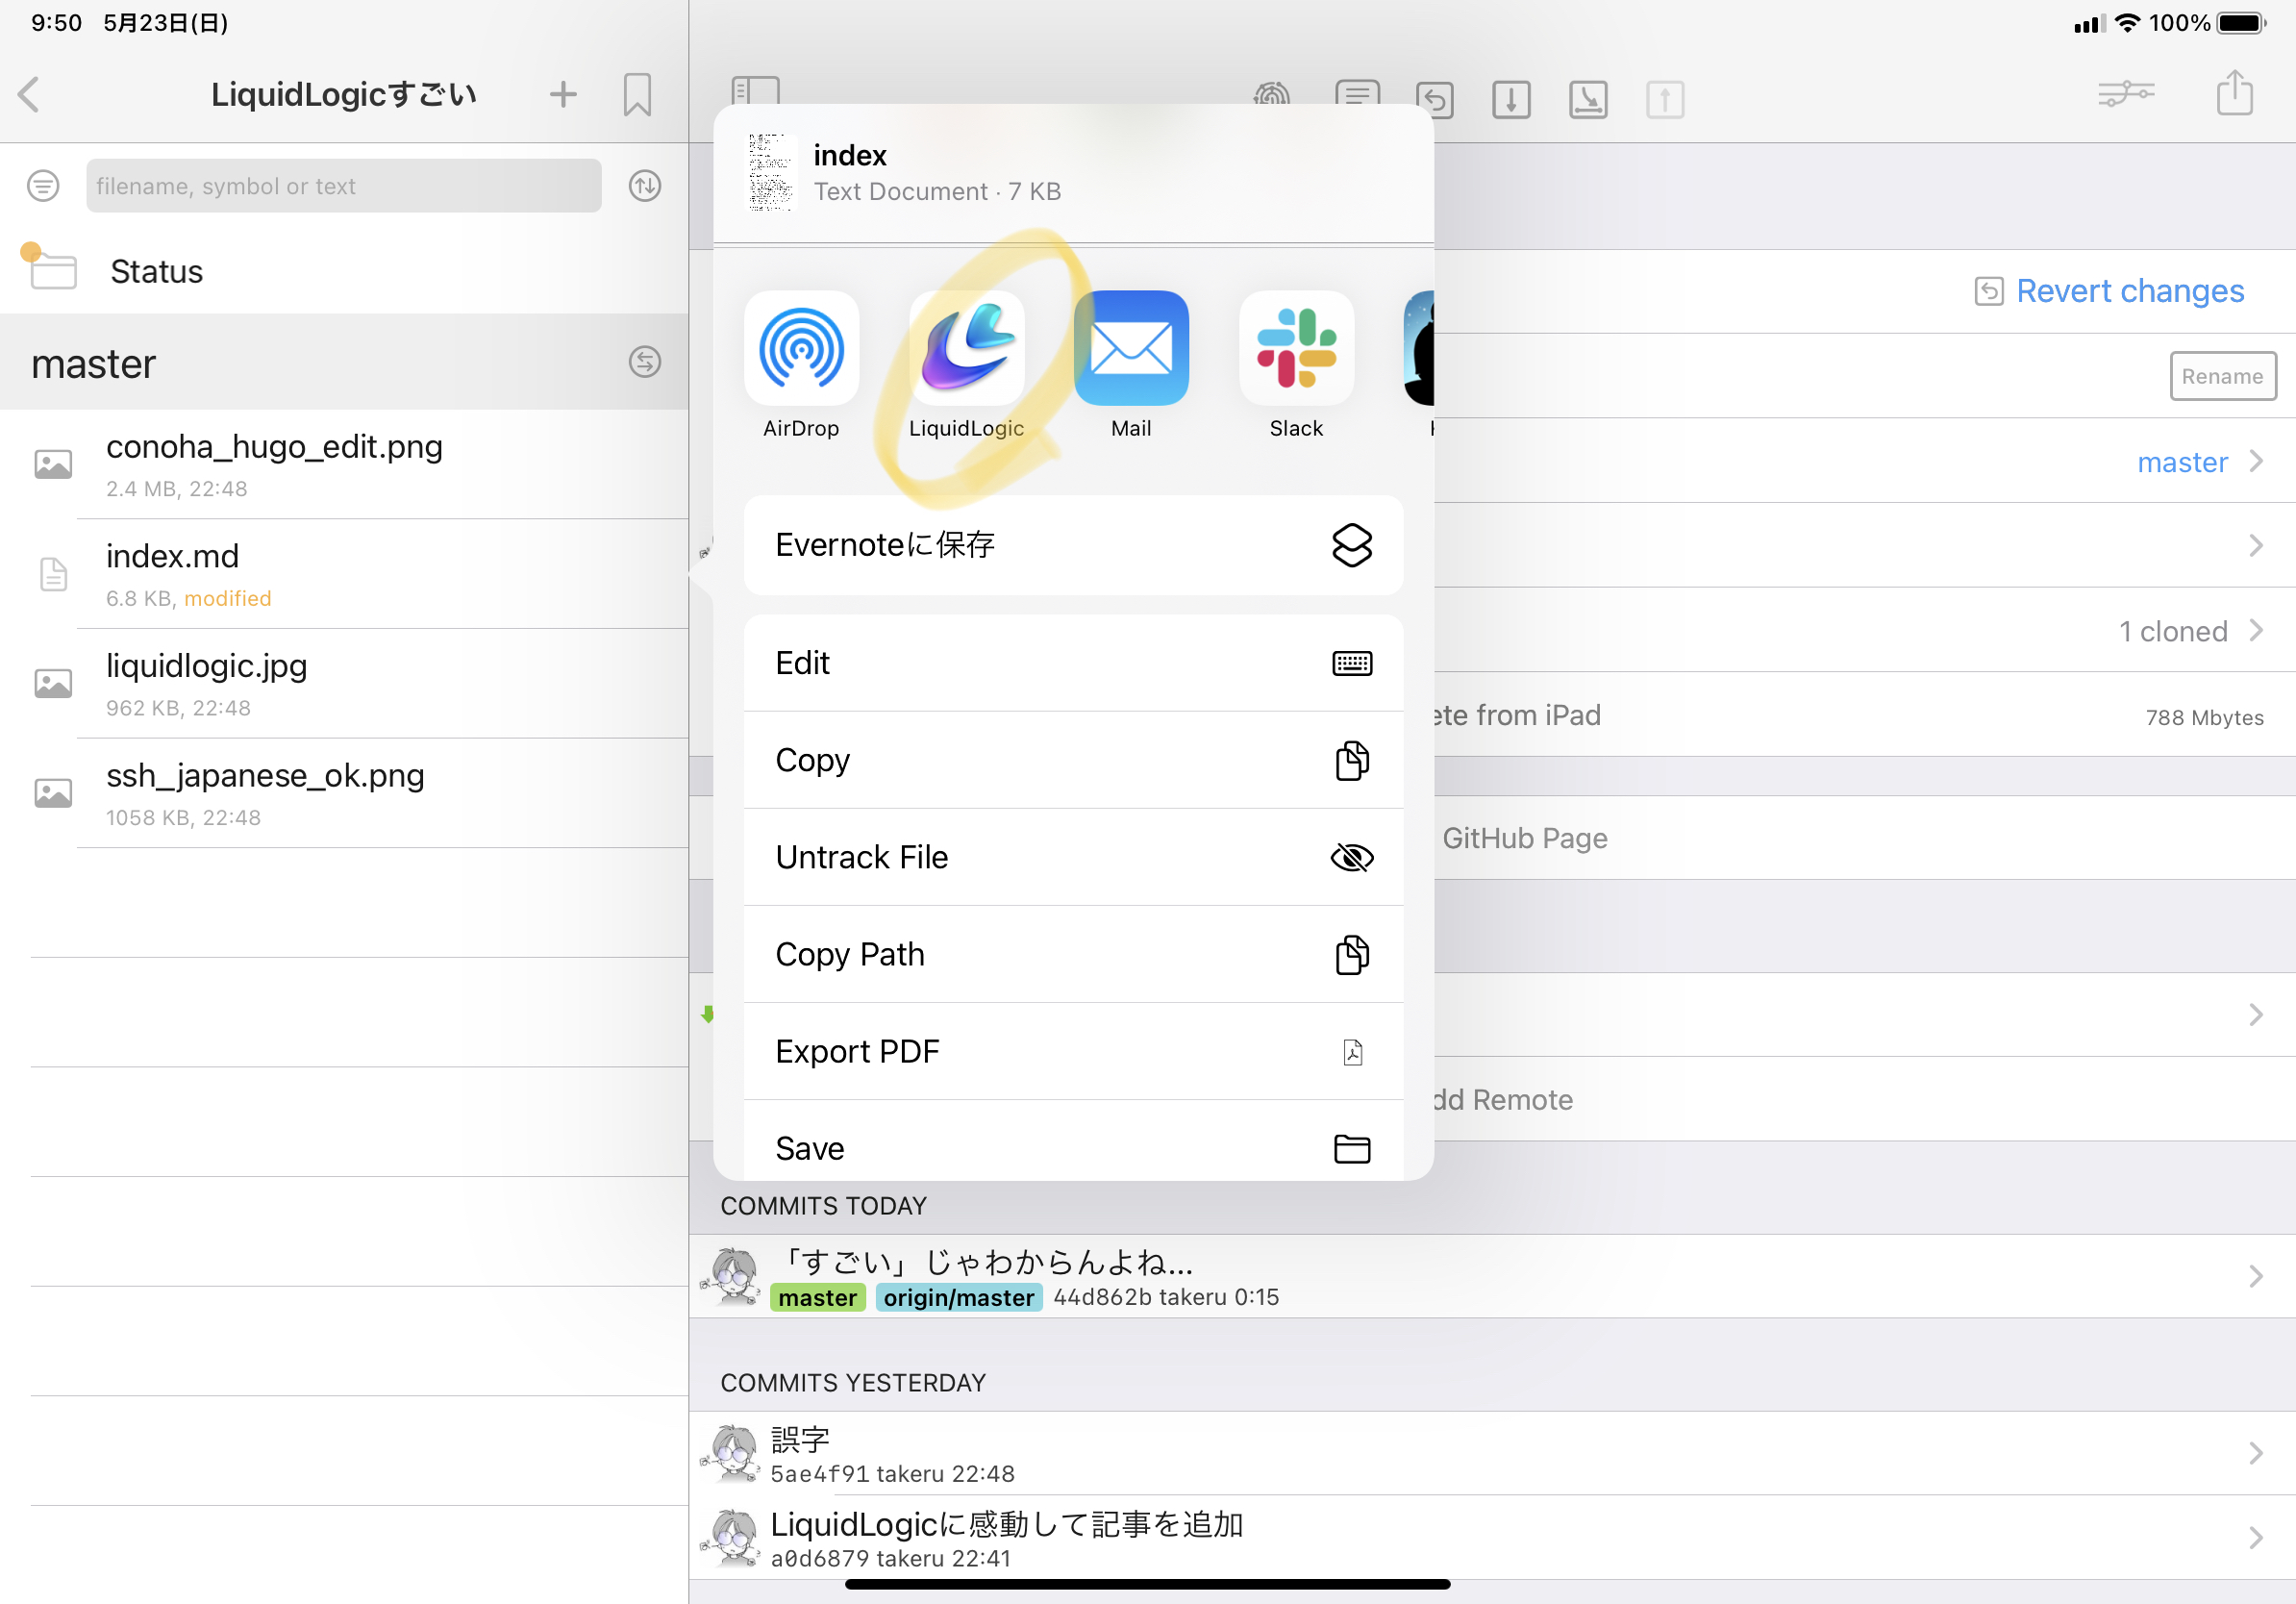 9:50 5月23日(日)
100%
LiquidLogicすごい
filename, symbol or text
Status
master
conoha_hugo_edit.png
2.4 MB, 22:48
index.md
6.8 KB, modified
liquidlogic.jpg
962 KB, 22:48
ssh_japanese_ok.png
1058 KB, 22:48
index
Text Document · 7 KB
AirDrop
LiquidLogic
Mail
Slack
Evernoteに保存
Edit
Copy
Untrack File
Copy Path
Export PDF
Save
Revert changes
Rename
master
1 cloned
ete from iPad
788 Mbytes
GitHub Page
dd Remote
COMMITS TODAY
「すごい」じゃわからんよね...
master origin/master 44d862b takeru 0:15
COMMITS YESTERDAY
誤字
5ae4f91 takeru 22:48
LiquidLogicに感動して記事を追加
a0d6879 takeru 22:41